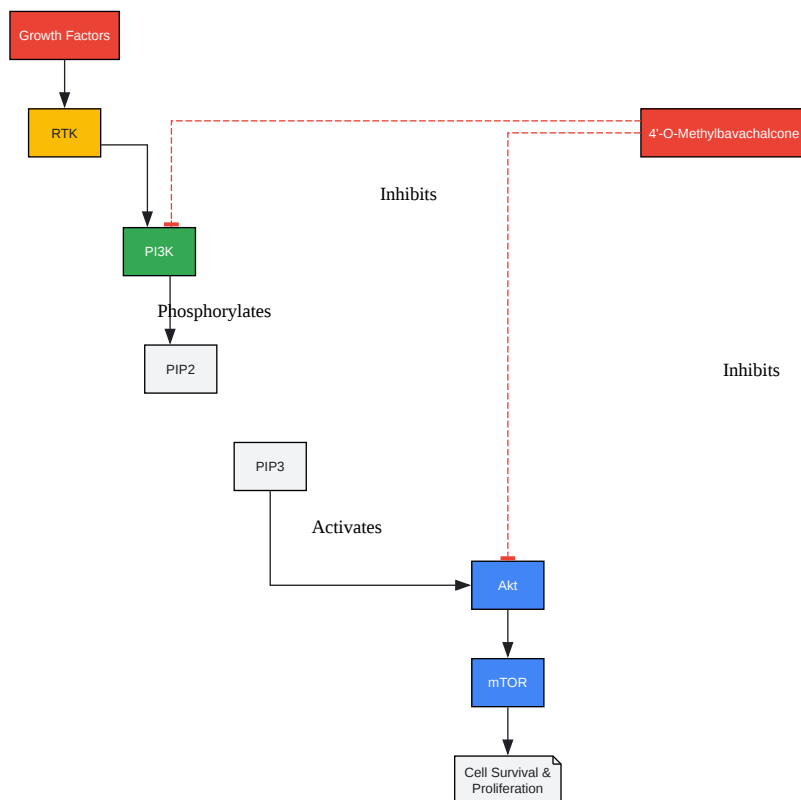 Growth Factors
RTK
4'-O-Methylbavachalcone
Inhibits
PI3K
Phosphorylates
PIP2
Inhibits
PIP3
Activates
Akt
mTOR
Cell Survival &
Proliferation